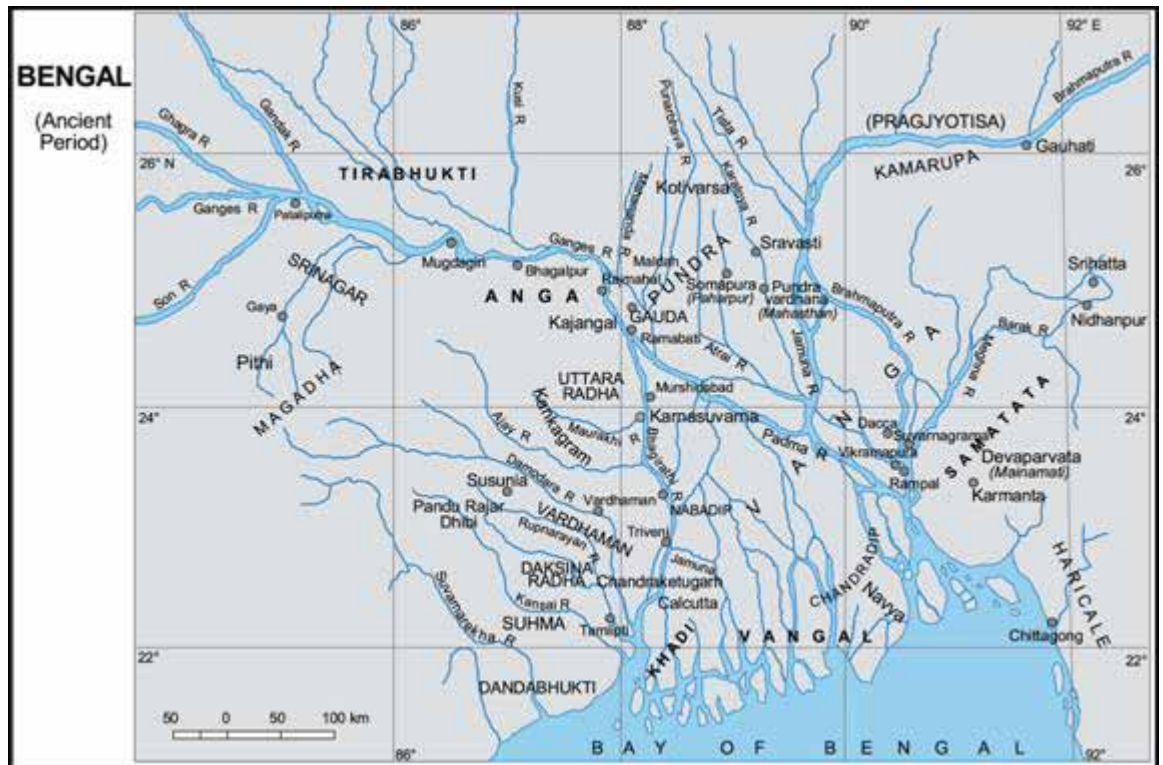 BENGAL
(Ancient
Period)
86°
88°
90°
92° E
Ghagra R
Gandak R
Kusi R
Punarbhava R
Tista R
Brahmaputra R
(PRAGJYOTISA)
Gauhati
26° N
26°
KAMARUPA
TIRABHUKTI
Mahananda R
Kotivarsa
Karatoya R
Ganges R
Pataliputra
Mugdagiri
Bhagalpur
Ganges R
Maldah
Rajmahal
PUNDRA
Sravasti
Somapura
(Paharpur)
Pundra
vardhana
(Mahasthan)
Brahmaputra R
Srihatta
Nidhanpur
Son R
SRINAGAR
Gaya
ANGA
Kajangal
GAUDA
Ramabati
Atrai R
Jamuna R
Barak R
Meghna R
Pithi
MAGADHA
UTTARA
RADHA
Murshidabad
Karnasuvarna
24°
24°
Kankagram
Ajay R
Maurakhi R
Bhagirathi R
Padma R
VANGA
Dacca
Suvarnagrama
Vikramapura
Rampal
SAMATATA
Devaparvata
(Mainamati)
Karmanta
Damodara R
Susunia
Pandu Rajar
Dhibi
Vardhaman
VARDHAMAN
NABADIP
Rupnarayan R
Triveni
Jamuna
DAKSINA
RADHA
Chandraketugarh
Calcutta
CHANDRADIP
Navya
HARICALE
Suvarnarekha R
Kansai R
SUHMA
Tamlipti
KHADI
VANGAL
Chittagong
22°
22°
DANDABHUKTI
50 0 50 100 km
86°
BAY OF BENGAL
92°